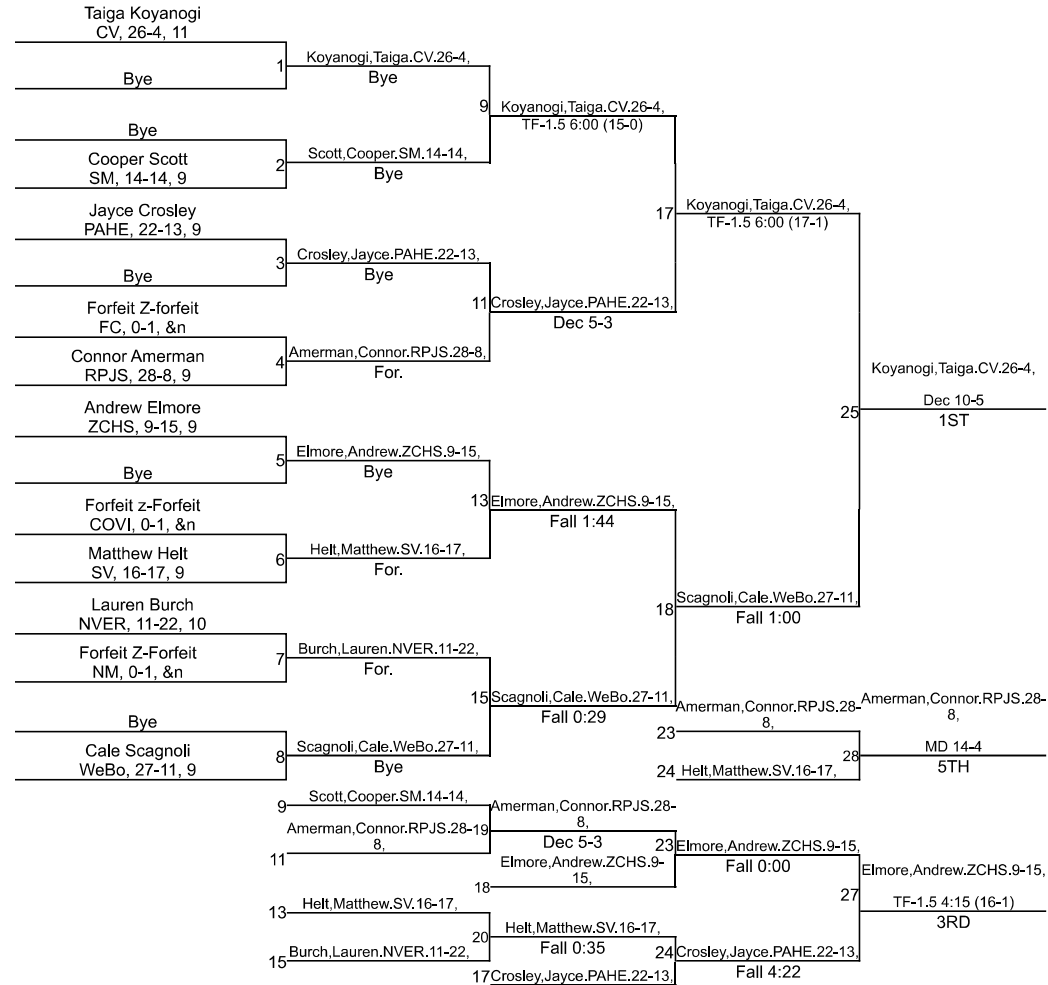 Taiga Koyanogi
CV, 26-4, 11
1
Koyanogi,Taiga.CV.26-4,
Bye
Bye
9
Koyanogi,Taiga.CV.26-4,
TF-1.5 6:00 (15-0)
Bye
Cooper Scott
SM, 14-14, 9
2
Scott,Cooper.SM.14-14,
Bye
Jayce Crosley
PAHE, 22-13, 9
17
Koyanogi,Taiga.CV.26-4,
TF-1.5 6:00 (17-1)
3
Crosley,Jayce.PAHE.22-13,
Bye
Bye
11
Crosley,Jayce.PAHE.22-13,
Dec 5-3
Forfeit Z-forfeit
FC, 0-1, &n
Connor Amerman
RPJS, 28-8, 9
4
Amerman,Connor.RPJS.28-8,
For.
Koyanogi,Taiga.CV.26-4,
25
Dec 10-5
1ST
Andrew Elmore
ZCHS, 9-15, 9
5
Elmore,Andrew.ZCHS.9-15,
Bye
Bye
13
Elmore,Andrew.ZCHS.9-15,
Fall 1:44
Forfeit z-Forfeit
COVI, 0-1, &n
Matthew Helt
SV, 16-17, 9
6
Helt,Matthew.SV.16-17,
For.
Lauren Burch
NVER, 11-22, 10
18
Scagnoli,Cale.WeBo.27-11,
Fall 1:00
Forfeit Z-Forfeit
NM, 0-1, &n
7
Burch,Lauren.NVER.11-22,
For.
15
Scagnoli,Cale.WeBo.27-11,
Fall 0:29
Bye
Cale Scagnoli
WeBo, 27-11, 9
8
Scagnoli,Cale.WeBo.27-11,
Bye
Amerman,Connor.RPJS.28-
8,
23
Amerman,Connor.RPJS.28-
8,
28
MD 14-4
5TH
24
Helt,Matthew.SV.16-17,
9
Scott,Cooper.SM.14-14,
Amerman,Connor.RPJS.28-
8,
11
19
Amerman,Connor.RPJS.28-
8,
Dec 5-3
Elmore,Andrew.ZCHS.9-
15,
18
23
Elmore,Andrew.ZCHS.9-15,
Fall 0:00
27
Elmore,Andrew.ZCHS.9-15,
TF-1.5 4:15 (16-1)
3RD
13
Helt,Matthew.SV.16-17,
20
Helt,Matthew.SV.16-17,
Fall 0:35
15
Burch,Lauren.NVER.11-22,
24
Crosley,Jayce.PAHE.22-13,
Fall 4:22
17
Crosley,Jayce.PAHE.22-13,